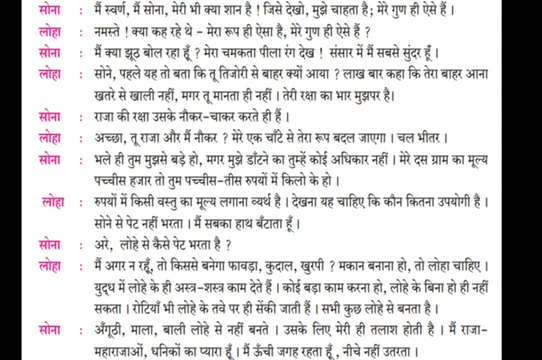 सोना : मैं स्वर्ण, मैं सोना, मेरी भी क्या शान है ! जिसे देखो, मुझे चाहता है; मेरे गुण ही ऐसे हैं ।
लोहा : नमस्ते ! क्या कह रहे थे - मेरा रूप ही ऐसा है, मेरे गुण ही ऐसे हैं ?
सोना : मैं क्या झूठ बोल रहा हूँ ? मेरा चमकता पीला रंग देख ! संसार में मैं सबसे सुंदर हूँ !
लोहा : सोने, पहले यह तो बता कि तू तिजोरी से बाहर क्यों आया ? लाख बार कहा कि तेरा बाहर आना
खतरे से खाली नहीं, मगर तू मानता ही नहीं । तेरी रक्षा का भार मुझपर है ।
सोना : राजा की रक्षा उसके नौकर-चाकर करते ही हैं ।
लोहा : अच्छा, तू राजा और मैं नौकर ? मेरे एक चाँटे से तेरा रूप बदल जाएगा । चल भीतर ।
सोना : भले ही तुम मुझसे बड़े हो, मगर मुझे डाँटने का तुम्हें कोई अधिकार नहीं । मेरे दस ग्राम का मूल्य
पच्चीस हजार तो तुम पच्चीस-तीस रुपयों में किलो के हो ।
लोहा : रुपयों में किसी वस्तु का मूल्य लगाना व्यर्थ है । देखना यह चाहिए कि कौन कितना उपयोगी है ।
सोने से पेट नहीं भरता । मैं सबका हाथ बँटाता हूँ ।
सोना : अरे, लोहे से कैसे पेट भरता है ?
लोहा : मैं अगर न रहूँ, तो किससे बनेगा फावड़ा, कुदाल, खुरपी ? मकान बनाना हो, तो लोहा चाहिए ।
युद्ध में लोहे के ही अस्त्र-शस्त्र काम देते हैं । कोई बड़ा काम करना हो, लोहे के बिना हो ही नहीं
सकता । रोटियाँ भी लोहे के तवे पर ही सेंकी जाती हैं । सभी कुछ लोहे से बनता है ।
सोना : अँगूठी, माला, बाली लोहे से नहीं बनते । उसके लिए मेरी ही तलाश होती है । मैं राजा-
महाराजाओं, धनिकों का प्यारा हूँ । मैं ऊँची जगह रहता हूँ, नीचे नहीं उतरता ।